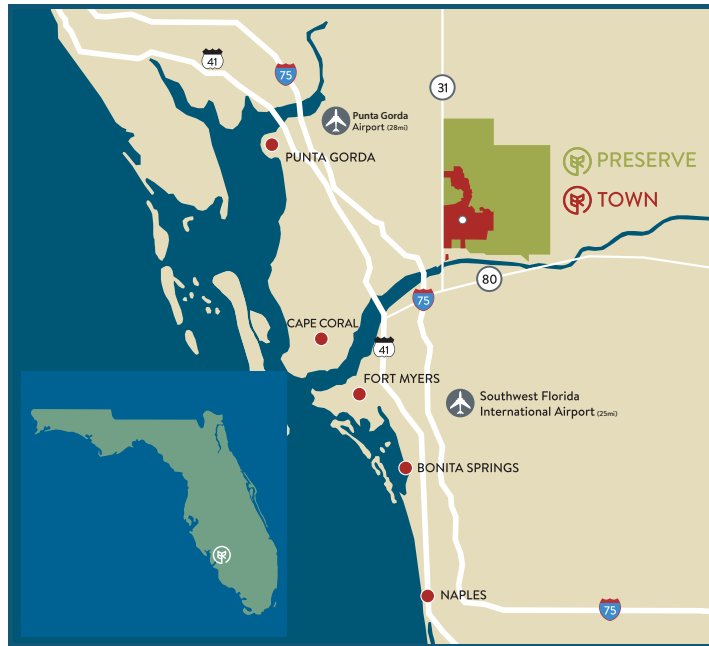 41
75
31
Punta Gorda
Airport (28mi)
PUNTA GORDA
PRESERVE
TOWN
80
75
CAPE CORAL
41
FORT MYERS
Southwest Florida
International Airport (25mi)
BONITA SPRINGS
NAPLES
75